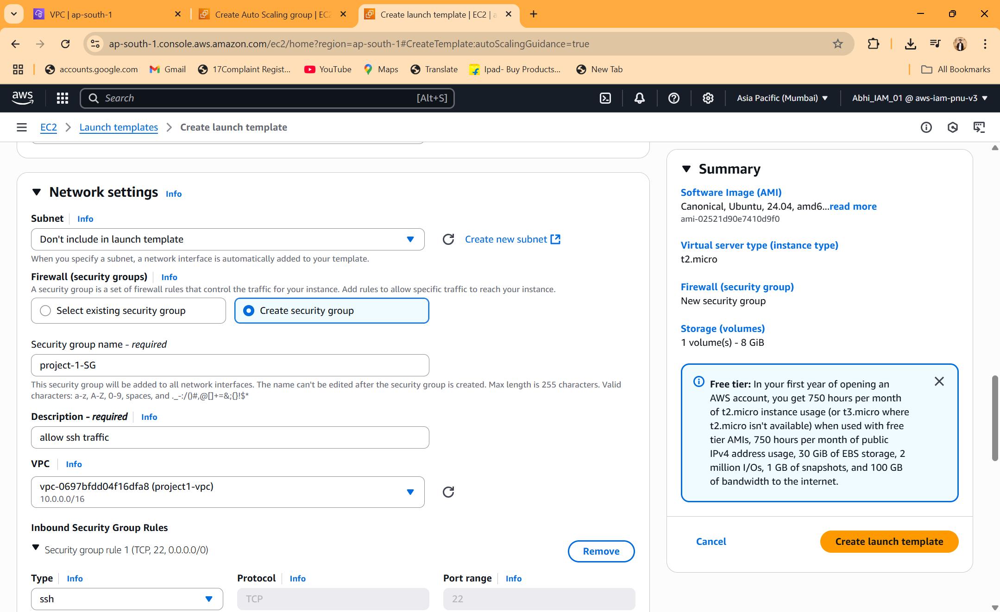 VPC | ap-south-1
Create Auto Scaling group | EC2
Create launch template | EC2 | a
ap-south-1.console.aws.amazon.com/ec2/home?region=ap-south-1#CreateTemplate:autoScalingGuidance=true
accounts.google.com
Gmail
17Complaint Regist...
YouTube
Maps
Translate
Ipad- Buy Products...
New Tab
All Bookmarks
aws
Search
[Alt+S]
Asia Pacific (Mumbai)
Abhi_IAM_01 @ aws-iam-pnu-v3
EC2
Launch templates
Create launch template
Network settings Info
Subnet Info
Don't include in launch template
Create new subnet
When you specify a subnet, a network interface is automatically added to your template.
Firewall (security groups) Info
A security group is a set of firewall rules that control the traffic for your instance. Add rules to allow specific traffic to reach your instance.
Select existing security group
Create security group
Security group name - required
project-1-SG
This security group will be added to all network interfaces. The name can't be edited after the security group is created. Max length is 255 characters. Valid
characters: a-z, A-Z, 0-9, spaces, and ._-:/()#,@[]+=&;{}!$*
Description - required Info
allow ssh traffic
VPC Info
vpc-0697bfdd04f16dfa8 (project1-vpc)
10.0.0.0/16
Inbound Security Group Rules
Security group rule 1 (TCP, 22, 0.0.0.0/0)
Remove
Type Info
Protocol Info
Port range Info
ssh
TCP
22
Summary
Software Image (AMI)
Canonical, Ubuntu, 24.04, amd6...read more
ami-02521d90e7410d9f0
Virtual server type (instance type)
t2.micro
Firewall (security group)
New security group
Storage (volumes)
1 volume(s) - 8 GiB
Free tier: In your first year of opening an
AWS account, you get 750 hours per month
of t2.micro instance usage (or t3.micro where
t2.micro isn't available) when used with free
tier AMIs, 750 hours per month of public
IPv4 address usage, 30 GiB of EBS storage, 2
million I/Os, 1 GB of snapshots, and 100 GB
of bandwidth to the internet.
Cancel
Create launch template